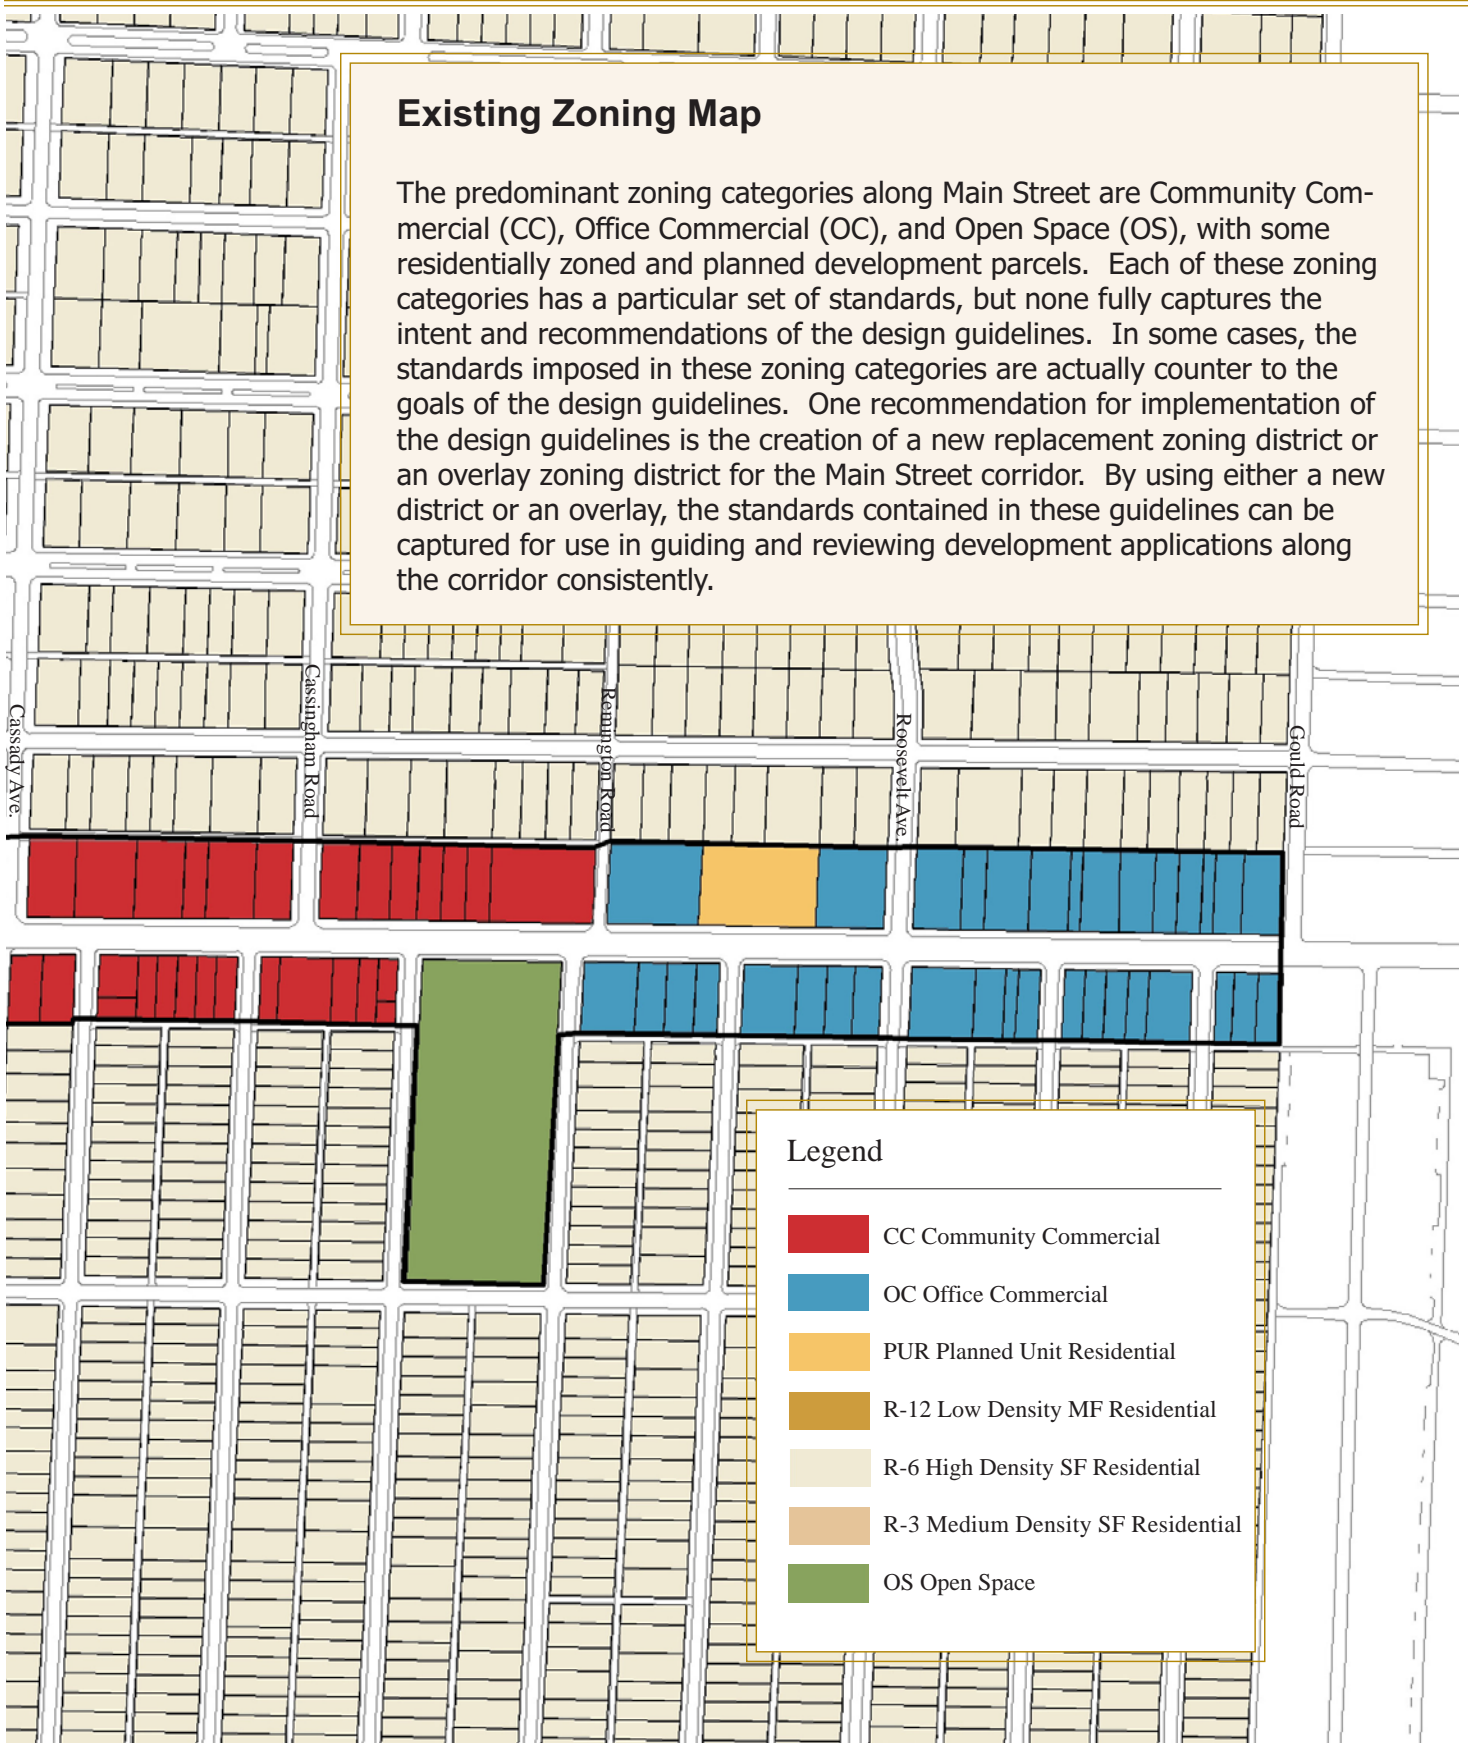 Existing Zoning Map
The predominant zoning categories along Main Street are Community Com-
mercial (CC), Office Commercial (OC), and Open Space (OS), with some
residentially zoned and planned development parcels.  Each of these zoning
categories has a particular set of standards, but none fully captures the
intent and recommendations of the design guidelines.  In some cases, the
standards imposed in these zoning categories are actually counter to the
goals of the design guidelines.  One recommendation for implementation of
the design guidelines is the creation of a new replacement zoning district or
an overlay zoning district for the Main Street corridor.  By using either a new
district or an overlay, the standards contained in these guidelines can be
captured for use in guiding and reviewing development applications along
the corridor consistently.
Cassady Ave.
Cassingham Road
Remington Road
Roosevelt Ave.
Gould Road
Legend
CC Community Commercial
OC Office Commercial
PUR Planned Unit Residential
R-12 Low Density MF Residential
R-6 High Density SF Residential
R-3 Medium Density SF Residential
OS Open Space